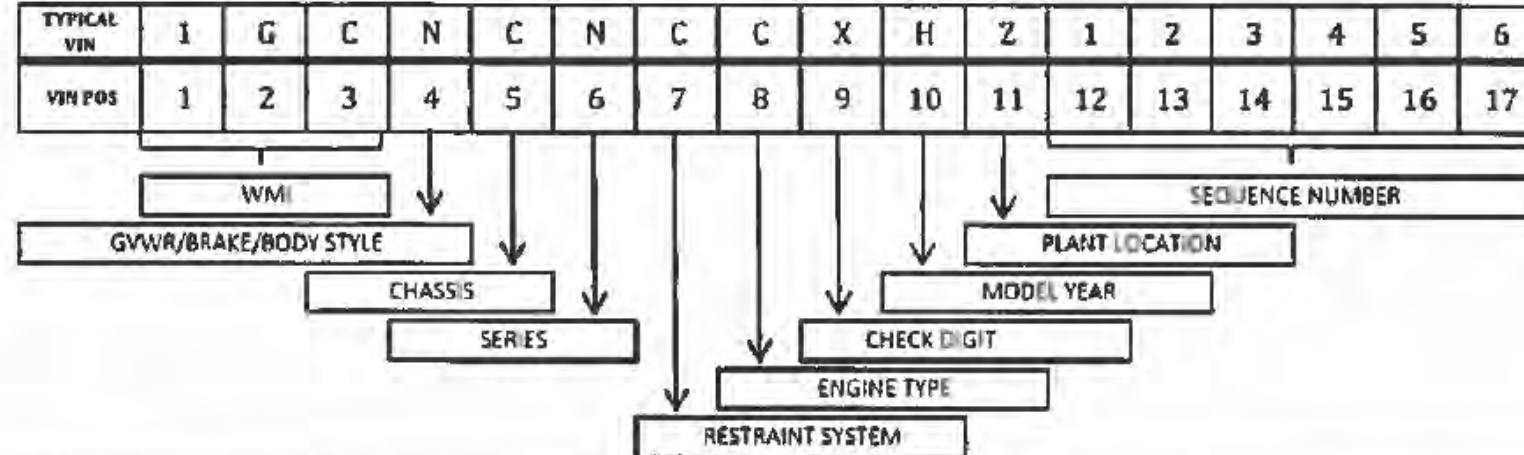 TYPICAL VIN 1 G C N C N C C X H Z 1 2 3 4 5 6
VIN POS 1 2 3 4 5 6 7 8 9 10 11 12 13 14 15 16 17
WMI
SEQUENCE NUMBER
GVWR/BRAKE/BODY STYLE
PLANT LOCATION
CHASSIS
MODEL YEAR
SERIES
CHECK DIGIT
ENGINE TYPE
RESTRAINT SYSTEM